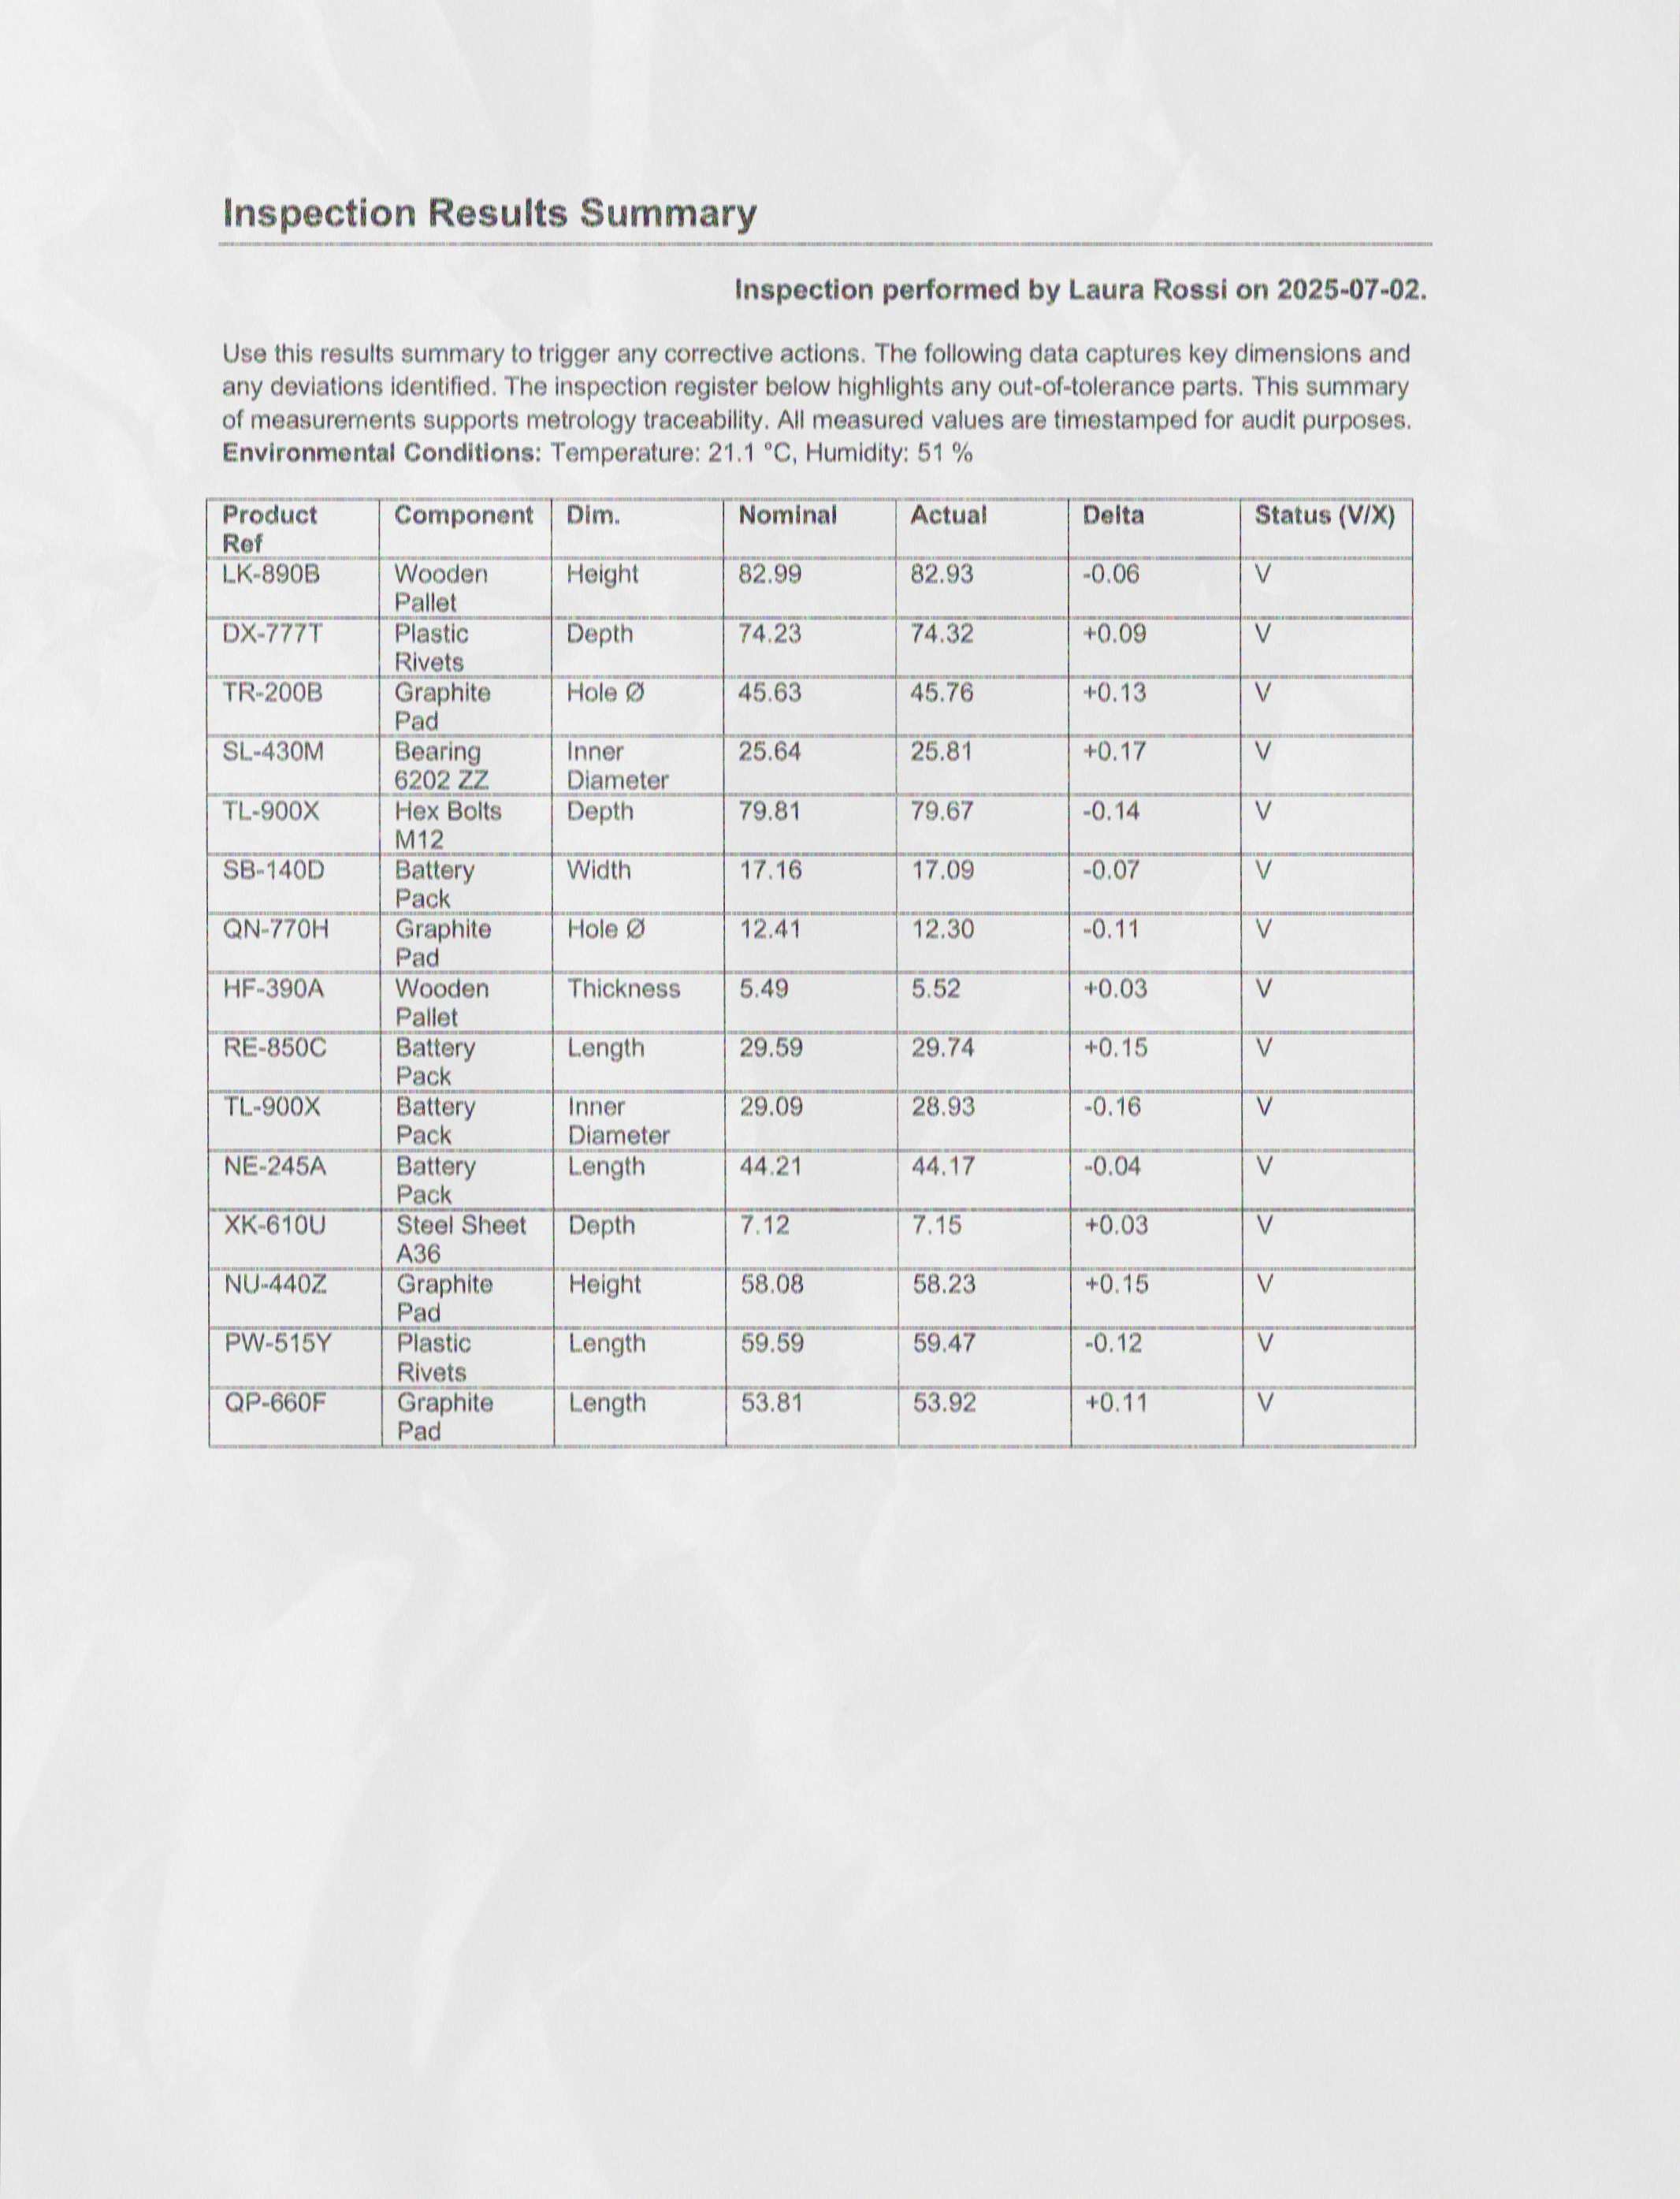 Inspection Results Summary
Inspection performed by Laura Rossi on 2025-07-02.
Use this results summary to trigger any corrective actions. The following data captures key dimensions and
any deviations identified. The inspection register below highlights any out-of-tolerance parts. This summary
of measurements supports metrology traceability. All measured values are timestamped for audit purposes.
Environmental Conditions: Temperature: 21.1 °C, Humidity: 51 %
Product Ref Component Dim. Nominal Actual Delta Status (V/X)
LK-890B Wooden Pallet Height 82.99 82.93 -0.06 V
DX-777T Plastic Rivets Depth 74.23 74.32 +0.09 V
TR-200B Graphite Pad Hole Ø 45.63 45.76 +0.13 V
SL-430M Bearing 6202 ZZ Inner Diameter 25.64 25.81 +0.17 V
TL-900X Hex Bolts M12 Depth 79.81 79.67 -0.14 V
SB-140D Battery Pack Width 17.16 17.09 -0.07 V
QN-770H Graphite Pad Hole Ø 12.41 12.30 -0.11 V
HF-390A Wooden Pallet Thickness 5.49 5.52 +0.03 V
RE-850C Battery Pack Length 29.59 29.74 +0.15 V
TL-900X Battery Pack Inner Diameter 29.09 28.93 -0.16 V
NE-245A Battery Pack Length 44.21 44.17 -0.04 V
XK-610U Steel Sheet A36 Depth 7.12 7.15 +0.03 V
NU-440Z Graphite Pad Height 58.08 58.23 +0.15 V
PW-515Y Plastic Rivets Length 59.59 59.47 -0.12 V
QP-660F Graphite Pad Length 53.81 53.92 +0.11 V